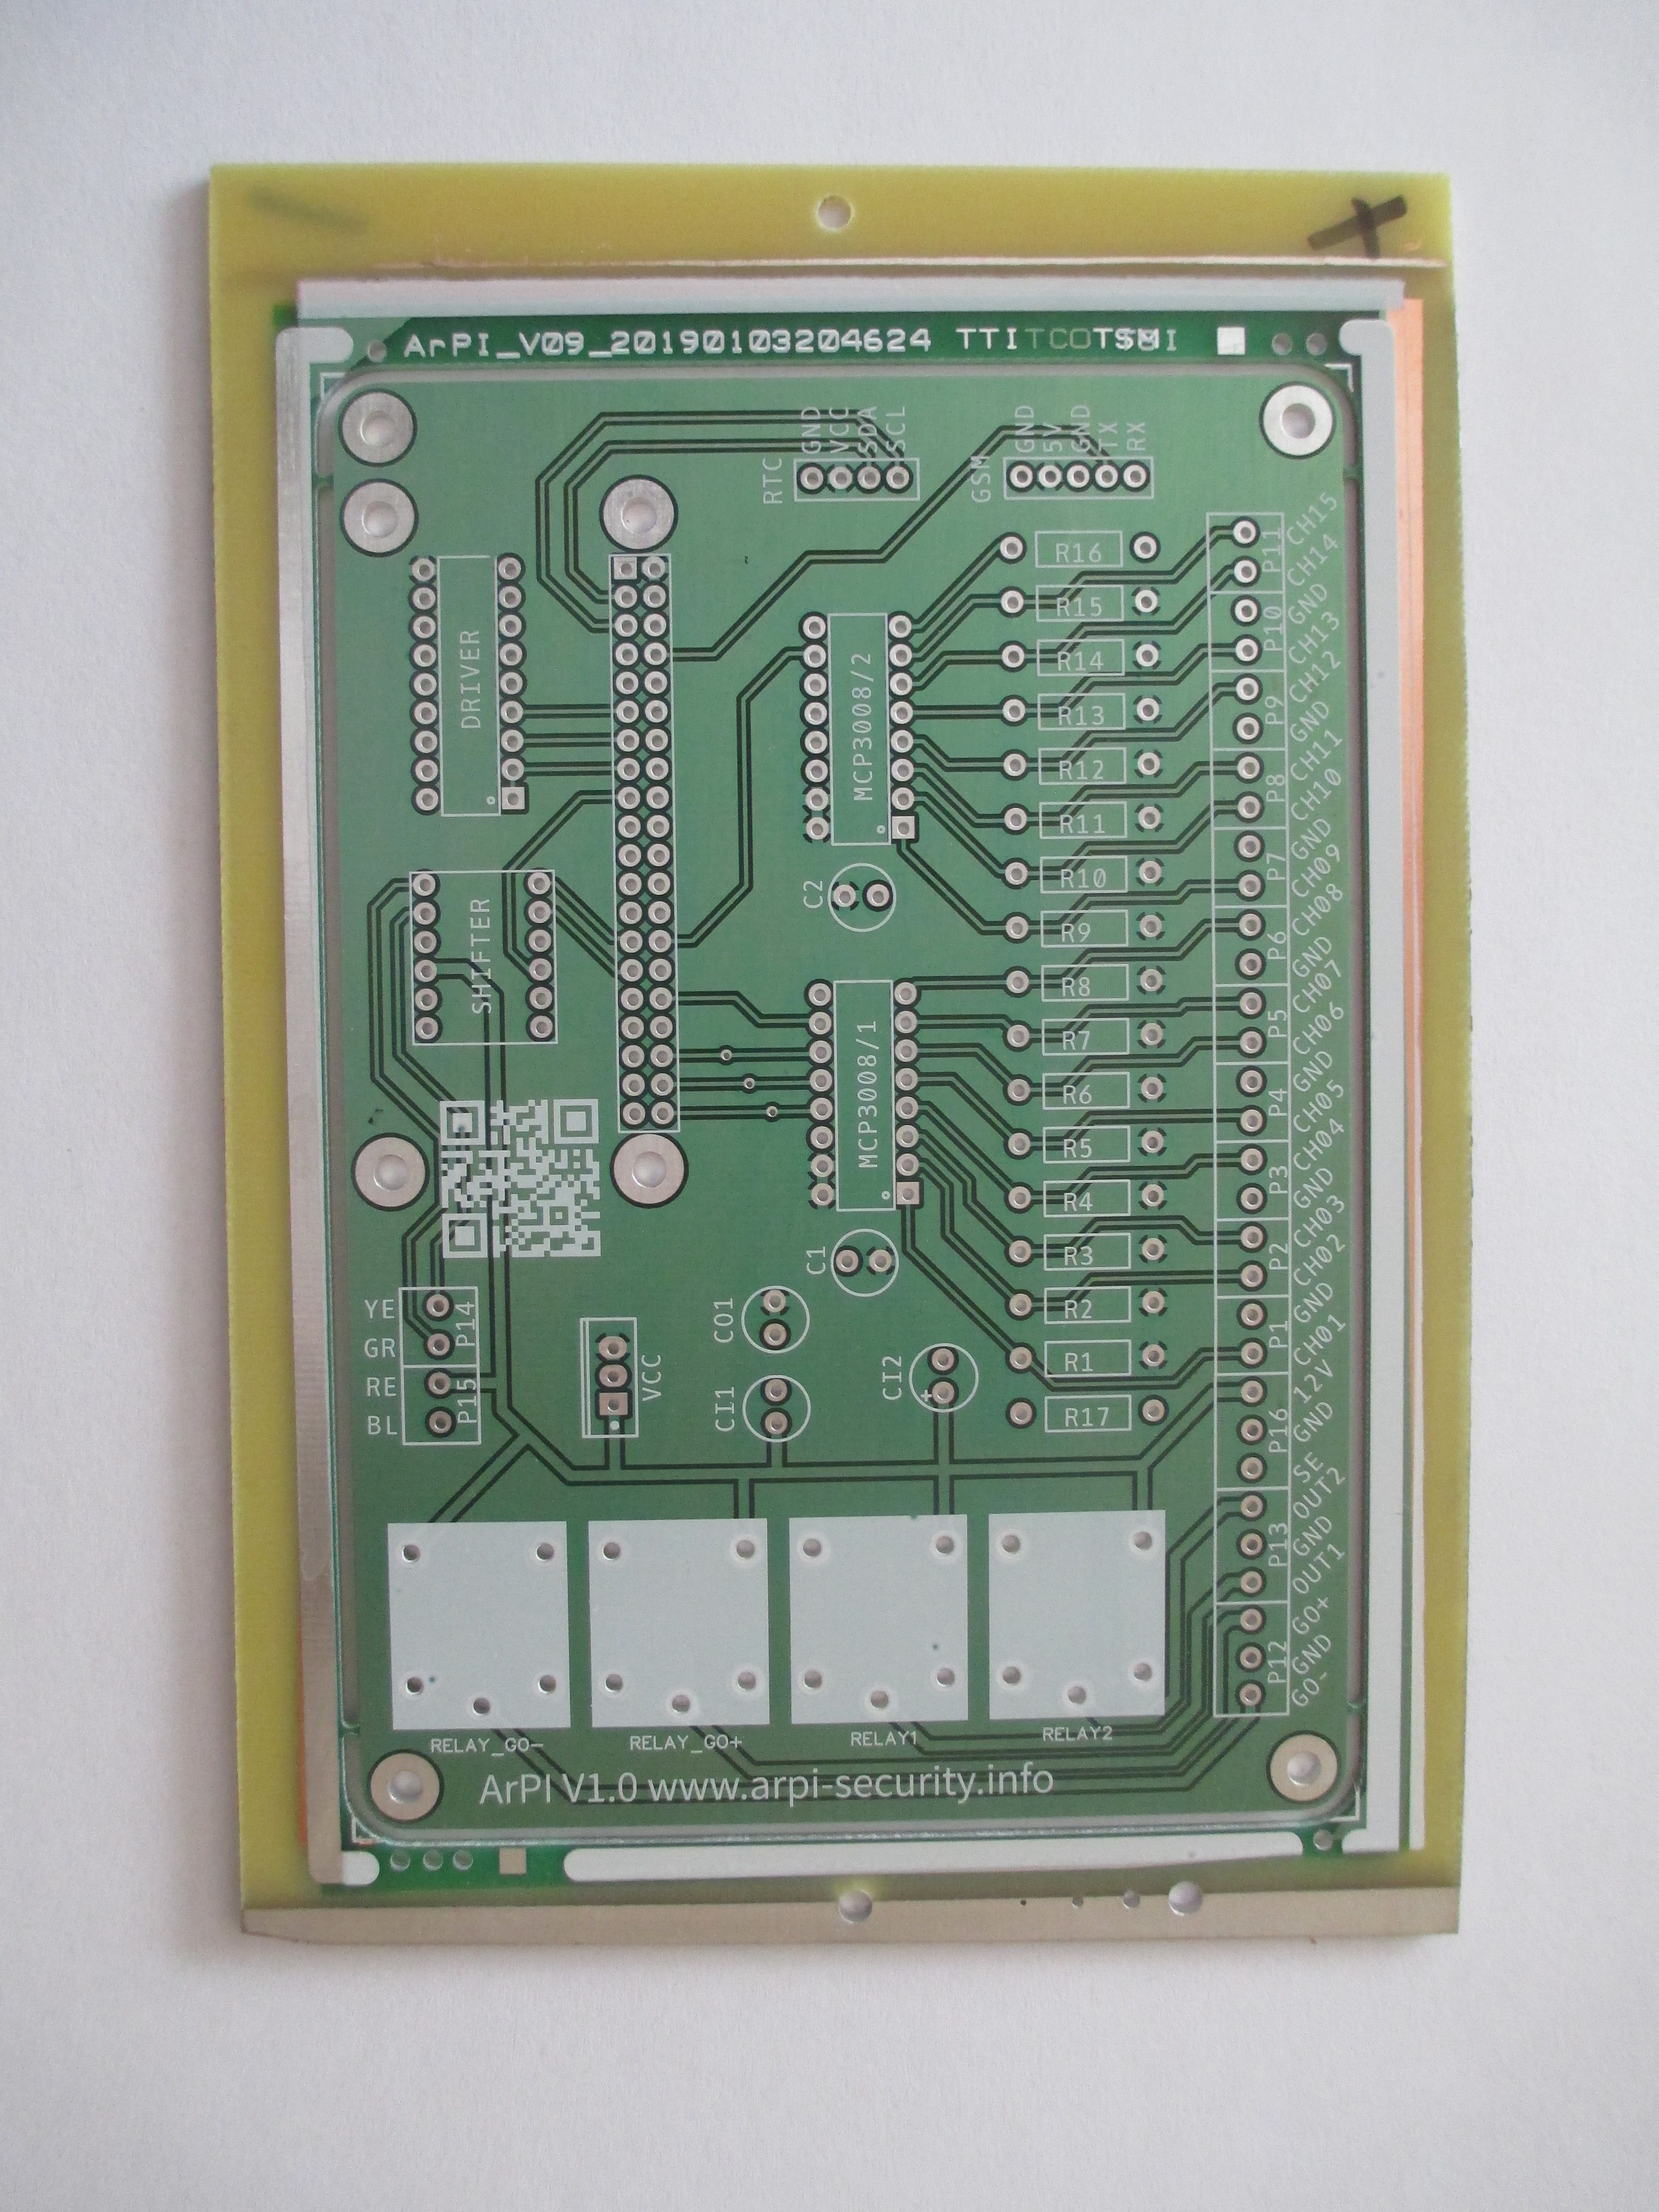 ArPI_V09_20190103204624
GND
VCC
SDA
SCL
RTC
GND
5V
GND
TX
RX
GSM
DRIVER
SHIFTER
MCP3008/2
C2
MCP3008/1
C1
R16
R15
R14
R13
R12
R11
R10
R9
R8
R7
R6
R5
R4
R3
R2
R1
R17
P11
P10
P9
P8
P7
P6
P5
P4
P3
P2
P1
P16
P13
P12
CH15
CH14
GND
CH13
CH12
GND
CH11
CH10
GND
CH09
CH08
GND
CH07
CH06
GND
CH05
CH04
GND
CH03
CH02
GND
CH01
12V
GND
SE
OUT2
GND
OUT1
GO+
GND
GO-
YE
GR
RE
BL
P14
P15
VCC
CO1
CI1
CI2
+
RELAY_GO-
RELAY_GO+
RELAY1
RELAY2
ArPI V1.0 www.arpi-security.info